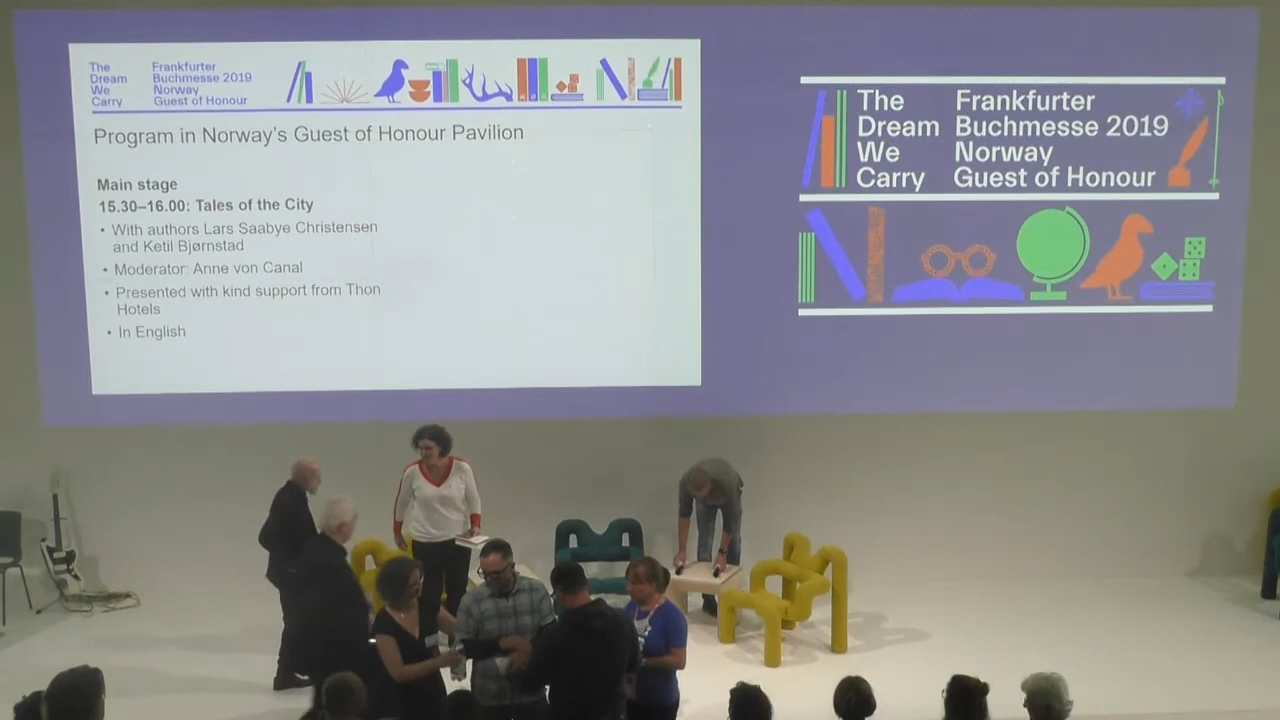 The
Dream
We
Carry
Frankfurter
Buchmesse 2019
Norway
Guest of Honour
Program in Norway's Guest of Honour Pavilion
Main stage
15.30–16.00: Tales of the City
• With authors Lars Saabye Christensen
and Ketil Bjørnstad
• Moderator: Anne von Canal
• Presented with kind support from Thon
Hotels
• In English
The
Dream
We
Carry
Frankfurter
Buchmesse 2019
Norway
Guest of Honour